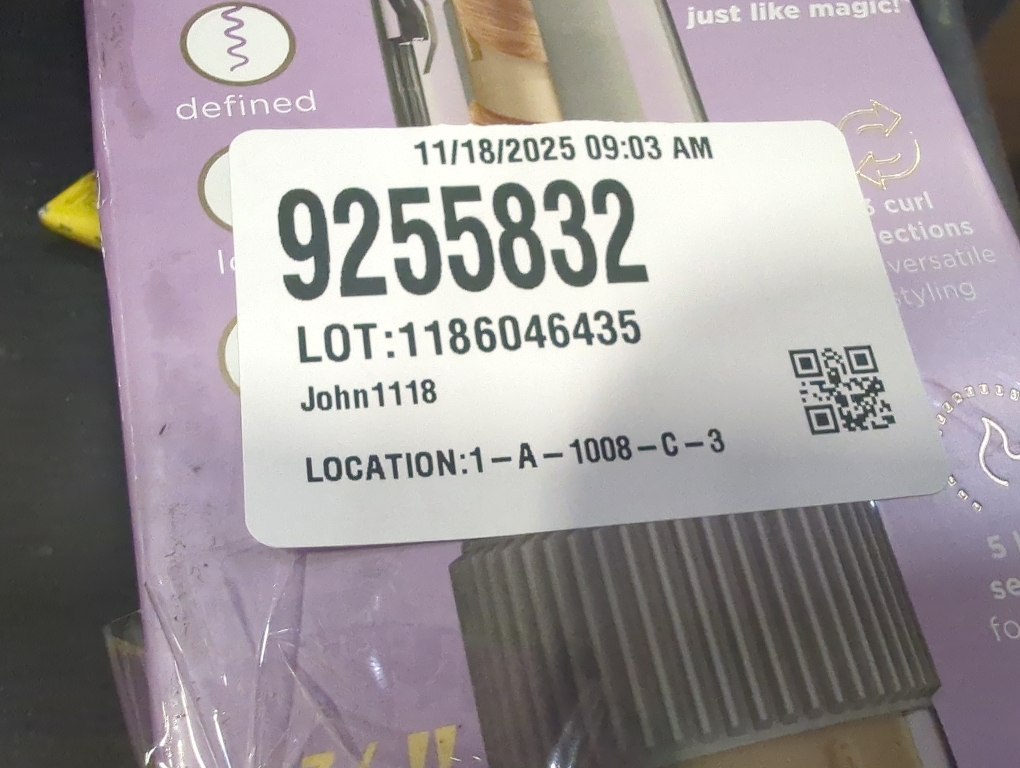 just like magic!
defined
11/18/2025 09:03 AM
9255832
LOT:1186046435
John1118
LOCATION:1-A-1008-C-3
curl
versatile
styling
5